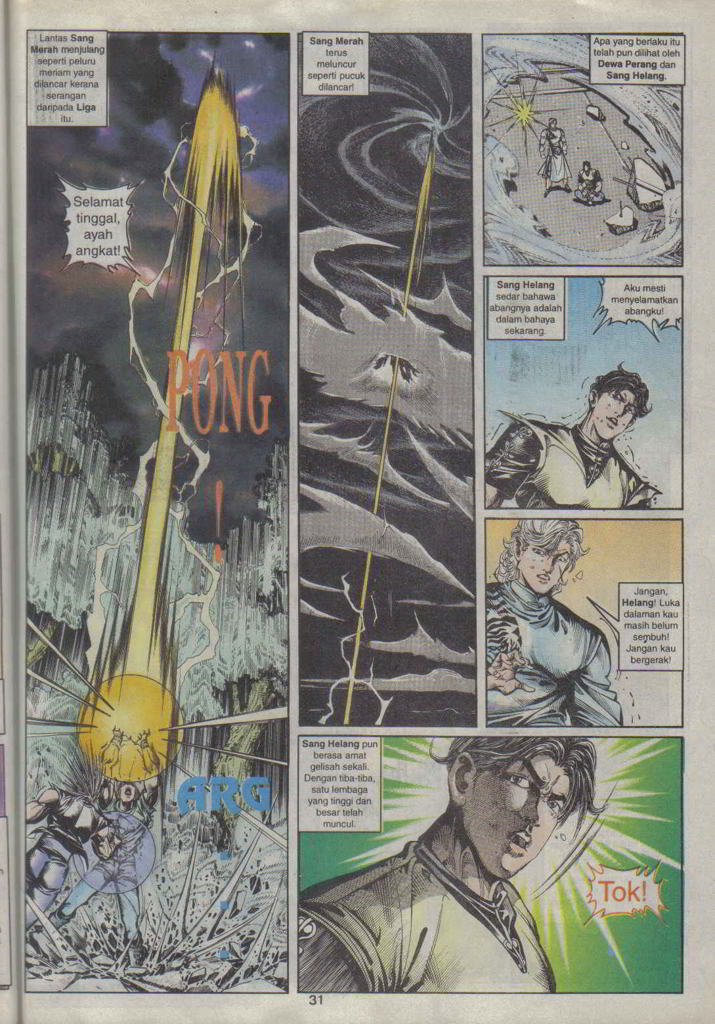 Lantas Sang
Merah menjulang
seperti peluru
meriam yang
dilancar kerana
serangan
daripada Liga
itu.
Selamat
tinggal,
ayah
angkat!
PONG
!
ARG
Sang Merah
terus
meluncur
seperti pucuk
dilancar!
Apa yang berlaku itu
telah pun dilihat oleh
Dewa Perang dan
Sang Helang.
Sang Helang
sedar bahawa
abangnya adalah
dalam bahaya
sekarang.
Aku mesti
menyelamatkan
abangku!
Jangan,
Helang! Luka
dalaman kau
masih belum
sembuh!
Jangan kau
bergerak!
Sang Helang pun
berasa amat
gelisah sekali.
Dengan tiba-tiba,
satu lembaga
yang tinggi dan
besar telah
muncul.
Tok!
31